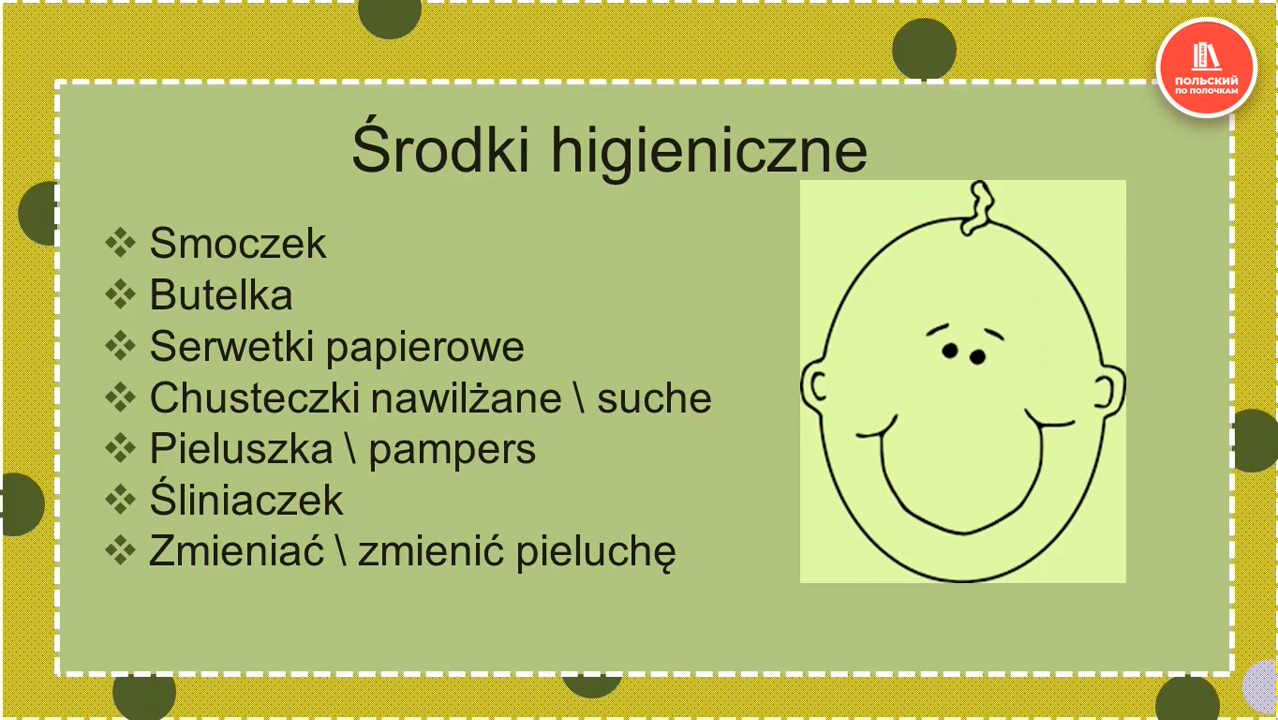 ПОЛЬСКИЙ
ПО ПОЛОЧКАМ
Środki higieniczne
Smoczek
Butelka
Serwetki papierowe
Chusteczki nawilżane \ suche
Pieluszka \ pampers
Śliniaczek
Zmieniać \ zmienić pieluchę